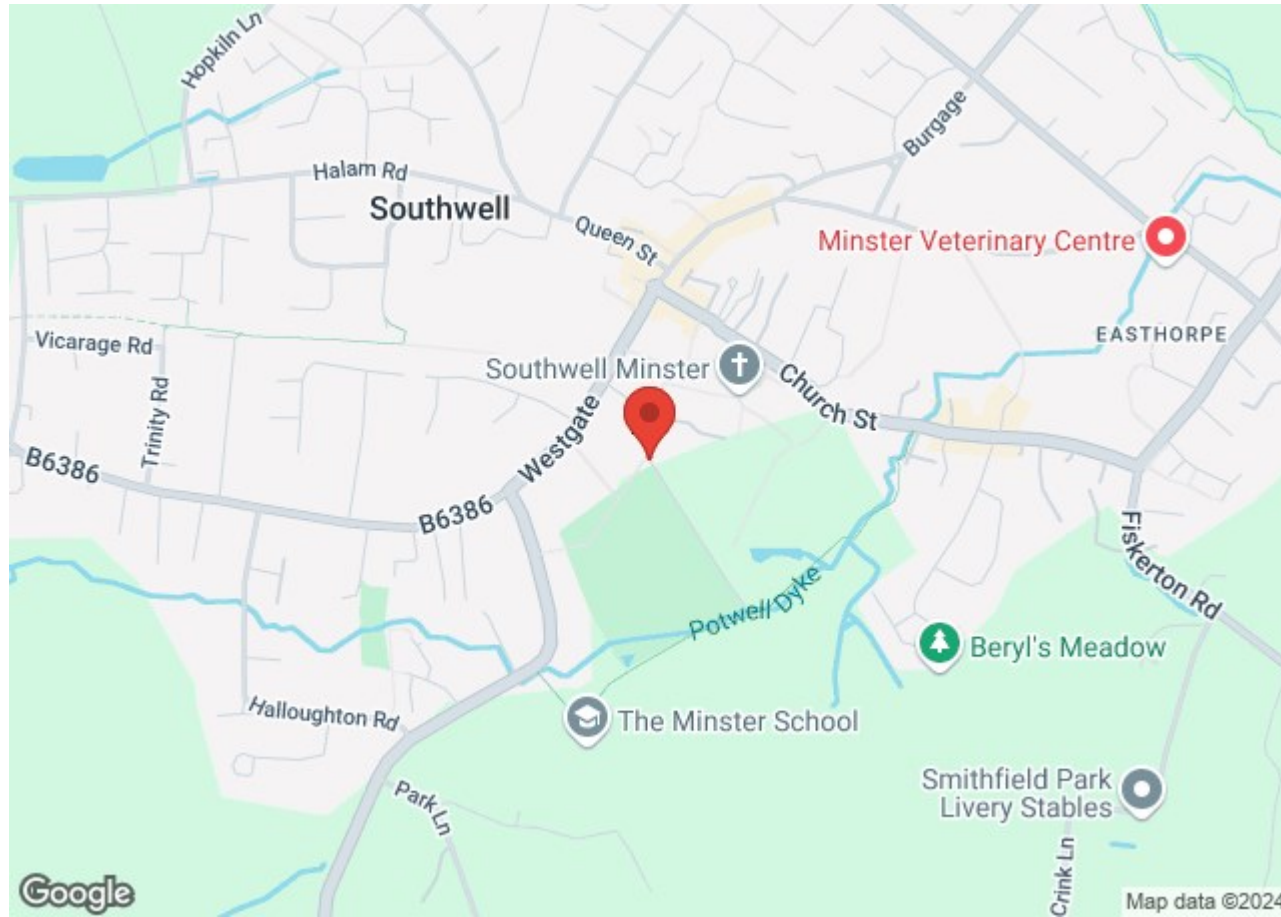 Hopkiln Ln
Burgage
Halam Rd
Southwell
Queen St
Minster Veterinary Centre
EASTHORPE
Vicarage Rd
Southwell Minster
Church St
Trinity Rd
Westgate
B6386
B6386
Fiskerton Rd
Potwell Dyke
Beryl's Meadow
Halloughton Rd
The Minster School
Smithfield Park
Livery Stables
Park Ln
Crink Ln
Google
Map data ©2024